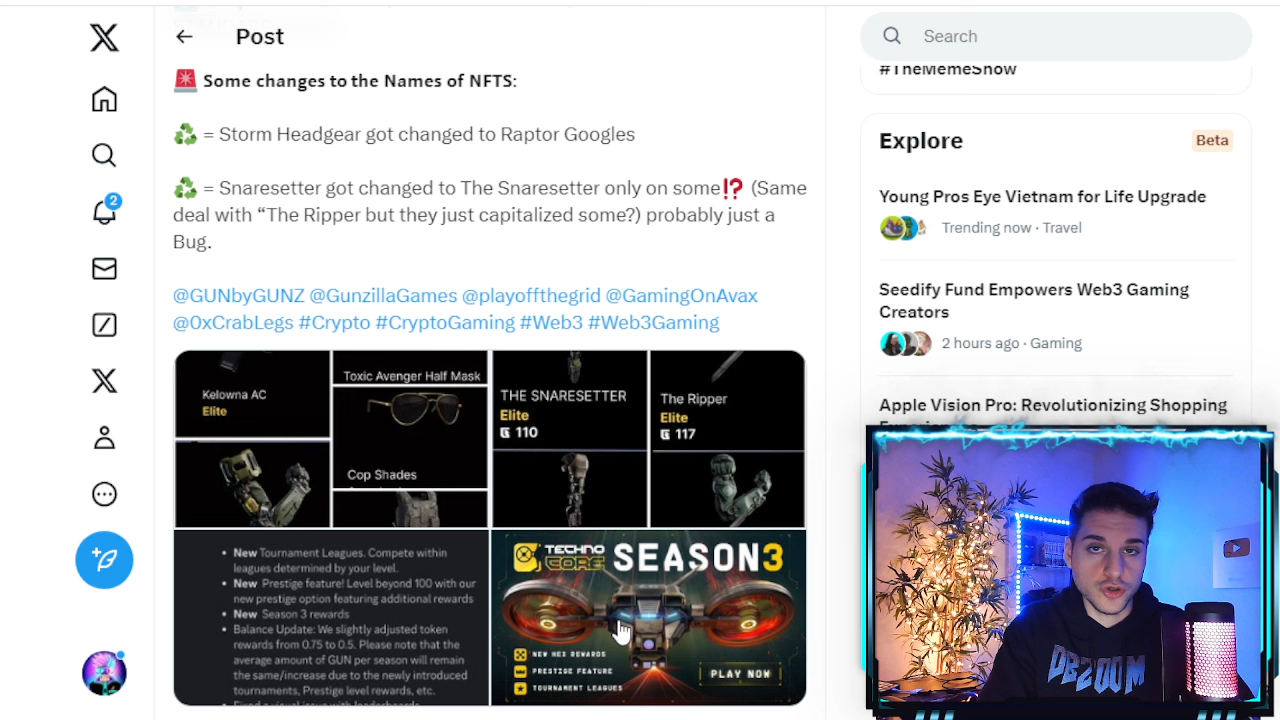 Post
🚨 Some changes to the Names of NFTS:
♻️ = Storm Headgear got changed to Raptor Googles
♻️ = Snaresetter got changed to The Snaresetter only on some⁉️ (Same
deal with “The Ripper but they just capitalized some?) probably just a
Bug.
@GUNbyGUNZ @GunzillaGames @playoffthegrid @GamingOnAvax
@0xCrabLegs #Crypto #CryptoGaming #Web3 #Web3Gaming
Kelowna AC
Elite
Toxic Avenger Half Mask
Cop Shades
THE SNARESETTER
Elite
G 110
The Ripper
Elite
G 117
• New Tournament Leagues. Compete within
leagues determined by your level.
• New Prestige feature! Level beyond 100 with our
new prestige option featuring additional rewards
• New Season 3 rewards
• Balance Update: We slightly adjusted token
rewards from 0.75 to 0.5. Please note that the
average amount of GUN per season will remain
the same/increase due to the newly introduced
tournaments, Prestige level rewards, etc.
TECHNO
CORE
SEASON 3
NEW HEX REWARDS
PRESTIGE FEATURE
TOURNAMENT LEAGUES
PLAY NOW
2
Search
#TheMemeShow
Explore
Beta
Young Pros Eye Vietnam for Life Upgrade
Trending now · Travel
Seedify Fund Empowers Web3 Gaming
Creators
2 hours ago · Gaming
Apple Vision Pro: Revolutionizing Shopping
DBZOOM